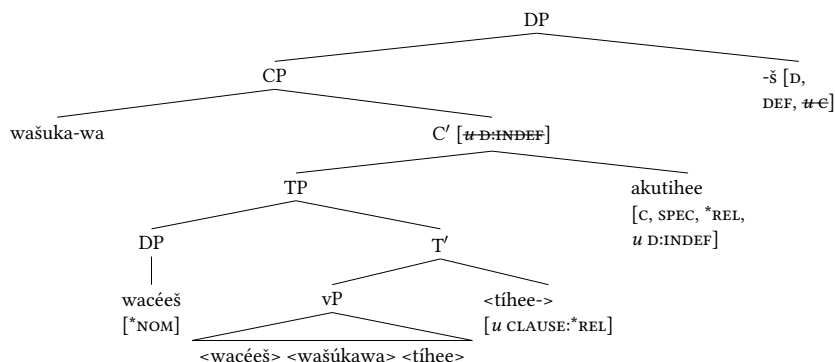 DP
CP
-š [D,
DEF, u C]
wašuka-wa
C′ [u D:INDEF]
TP
akutihee
[C, SPEC, *REL,
u D:INDEF]
DP
T′
wacéeš
[*NOM]
vP
<tíhee->
[u CLAUSE:*REL]
<wacéeš> <wašúkawa> <tíhee>